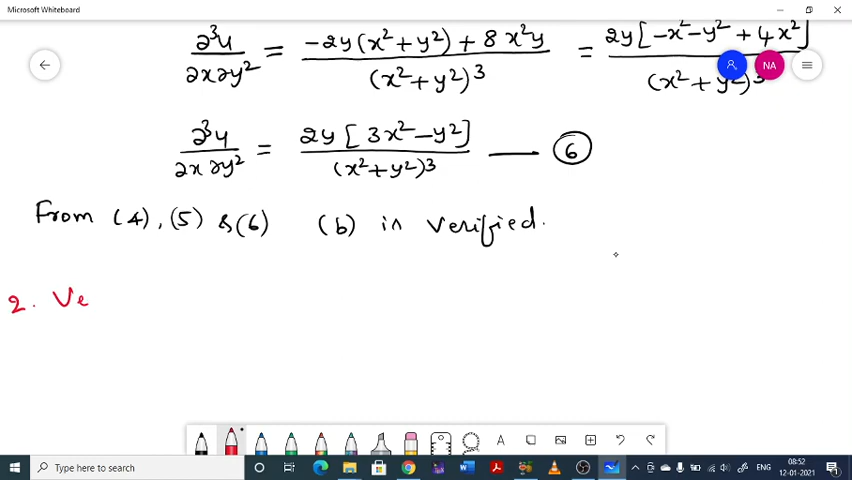 Microsoft Whiteboard
∂³u/∂x∂y² = (-2y(x²+y²) + 8x²y)/(x²+y²)³ = 2y[-x²-y²+4x²]/(x²+y²)³
NA
∂³u/∂x∂y² = 2y[3x²-y²]/(x²+y²)³ — ⑥
From (4), (5) &(6) (b) in verified.
2. Ve
A
Type here to search
ENG
08:52
12-01-2021